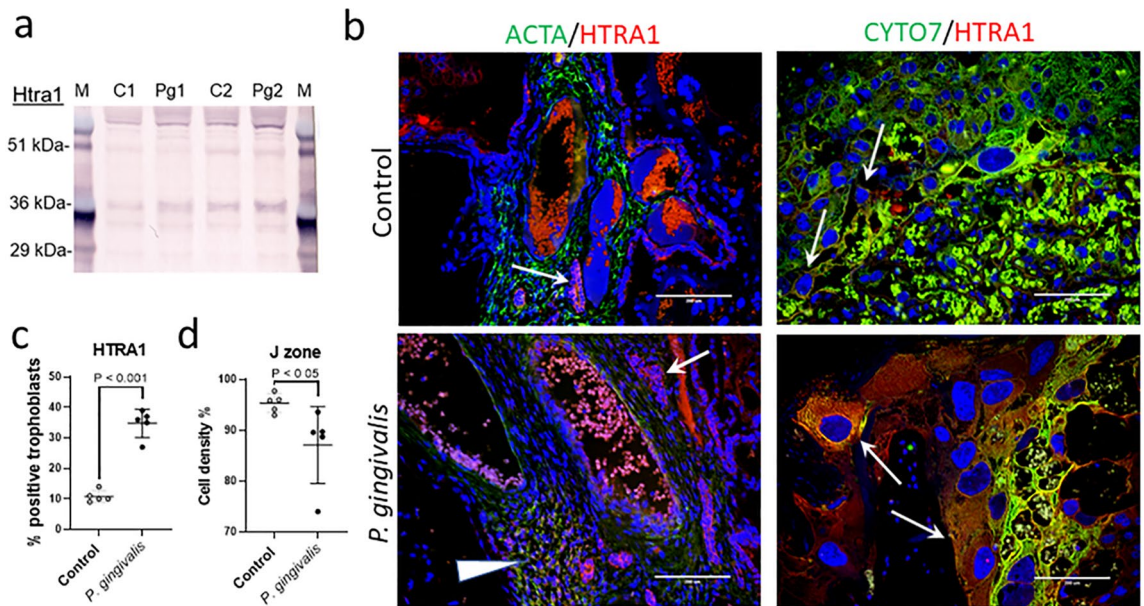 a
Htra1 M C1 Pg1 C2 Pg2 M
51 kDa-
36 kDa-
29 kDa-
b
ACTA/HTRA1
CYTO7/HTRA1
Control
P. gingivalis
c
HTRA1
P < 0.001
% positive trophoblasts
50
40
30
20
10
0
Control
P. gingivalis
d
J zone
P < 0 05
Cell density %
100
90
80
70
Control
P. gingivalis